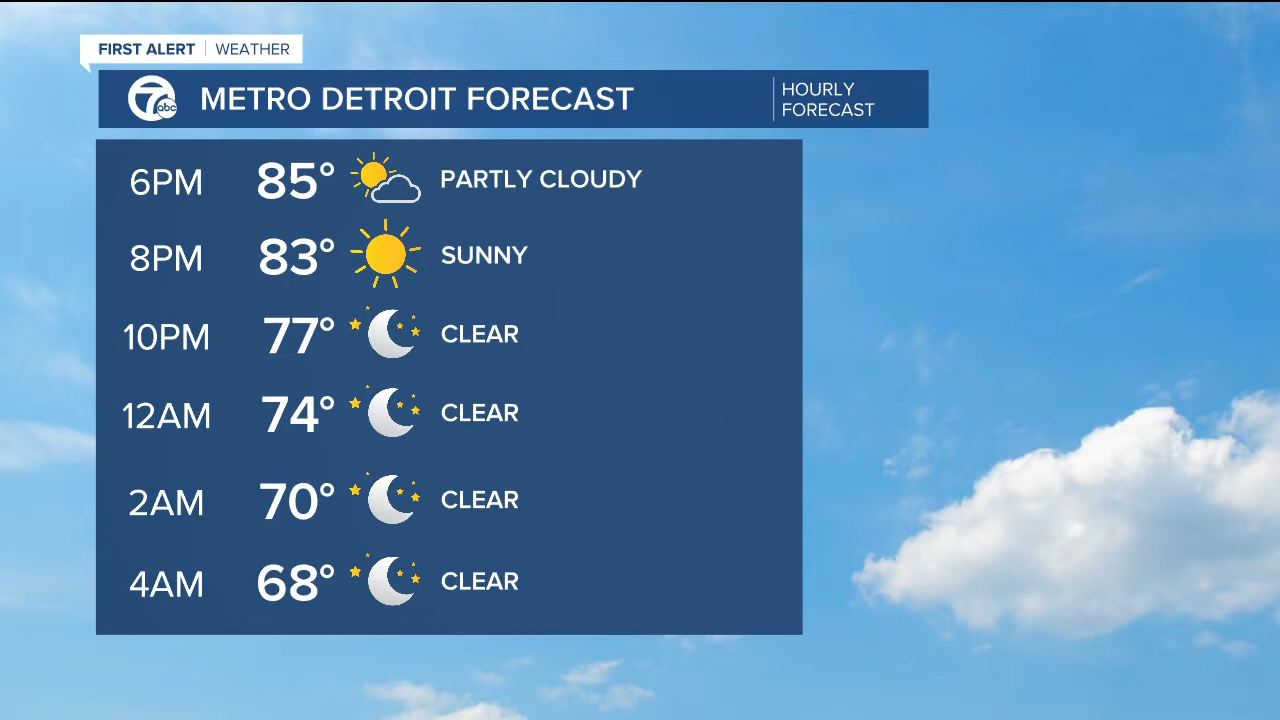 FIRST ALERT | WEATHER
7 abc
METRO DETROIT FORECAST
HOURLY
FORECAST
6PM 85° PARTLY CLOUDY
8PM 83° SUNNY
10PM 77° CLEAR
12AM 74° CLEAR
2AM 70° CLEAR
4AM 68° CLEAR